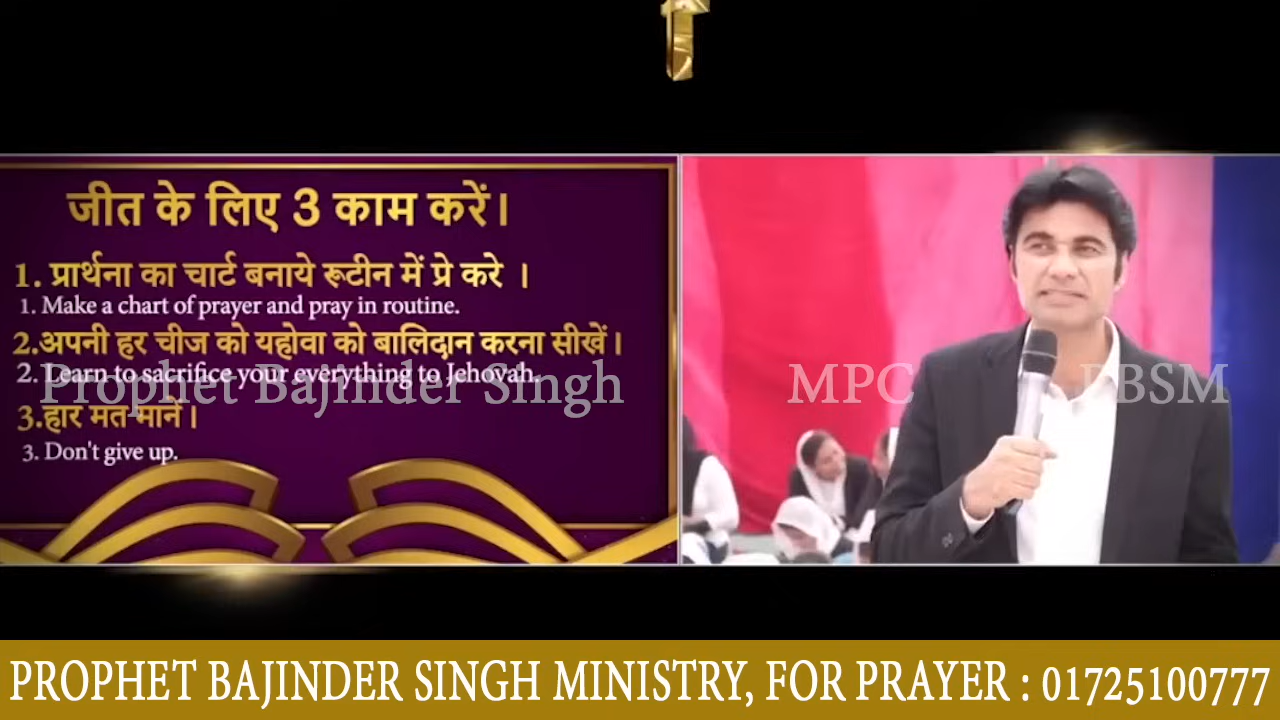 जीत के लिए 3 काम करें।
1. प्रार्थना का चार्ट बनाये रूटीन में प्रे करे ।
1. Make a chart of prayer and pray in routine.
2.अपनी हर चीज को यहोवा को बालिदान करना सीखें।
2. Learn to sacrifice your everything to Jehovah.
Prophet Bajinder Singh
MPC PBSM
3.हार मत मानें।
3. Don't give up.
PROPHET BAJINDER SINGH MINISTRY, FOR PRAYER : 01725100777